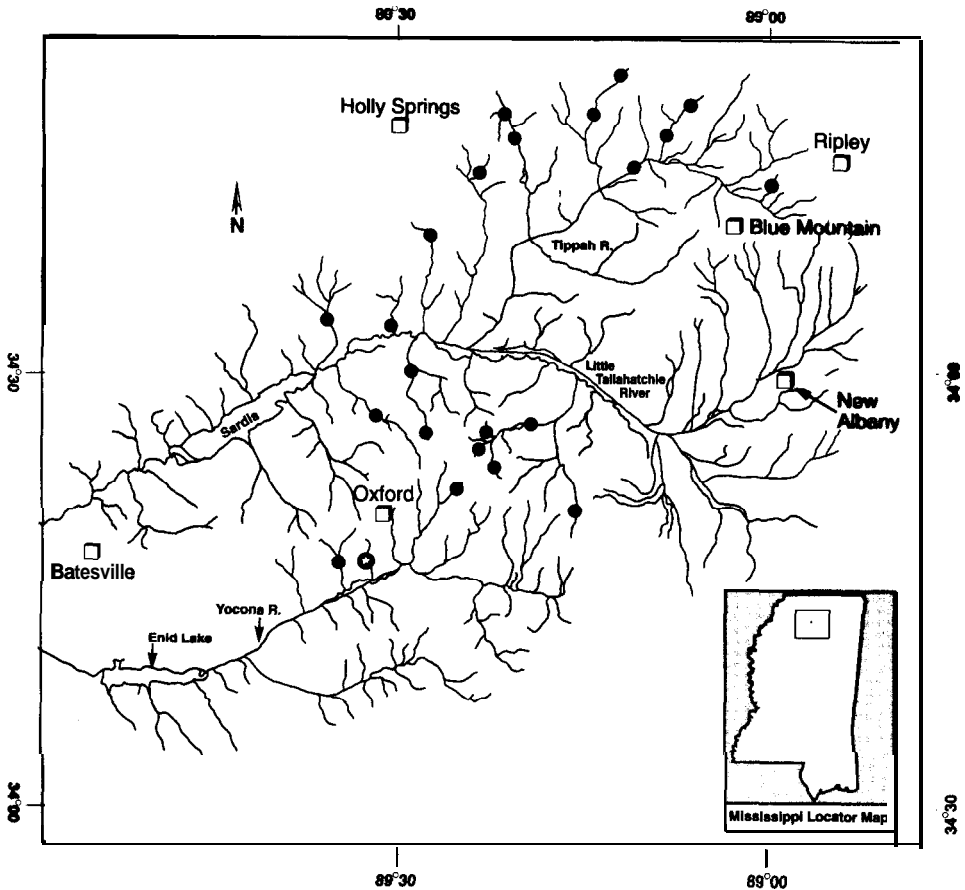 89°30
89°00
Holly Springs
Ripley
N
Blue Mountain
Tippah R.
34°30
Little
Tallahatchie
River
34°00
New
Albany
Sardis
Oxford
Batesville
Yocona R.
Enid Lake
34°00
34°30
Mississippi Locator Map
89°30
89°00